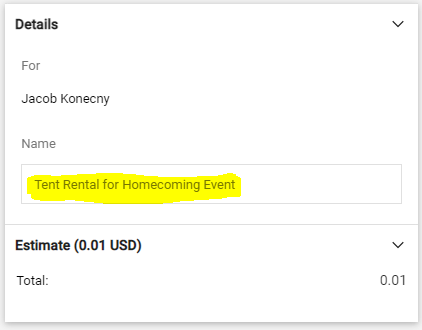 Details
For
Jacob Konecny
Name
Tent Rental for Homecoming Event
Estimate (0.01 USD)
Total: 0.01